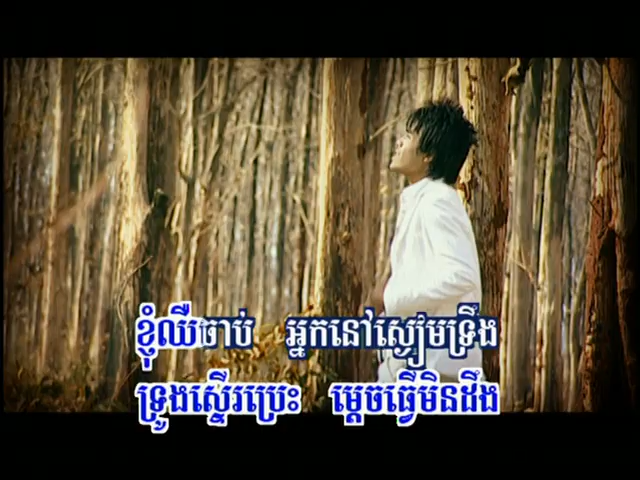 ខ្ញុំឈឺចាប់ អ្នកនៅស្ងៀមទ្រឹង
ទ្រូងស្ទើរប្រេះ ម្ដេចធ្វើមិនដឹង